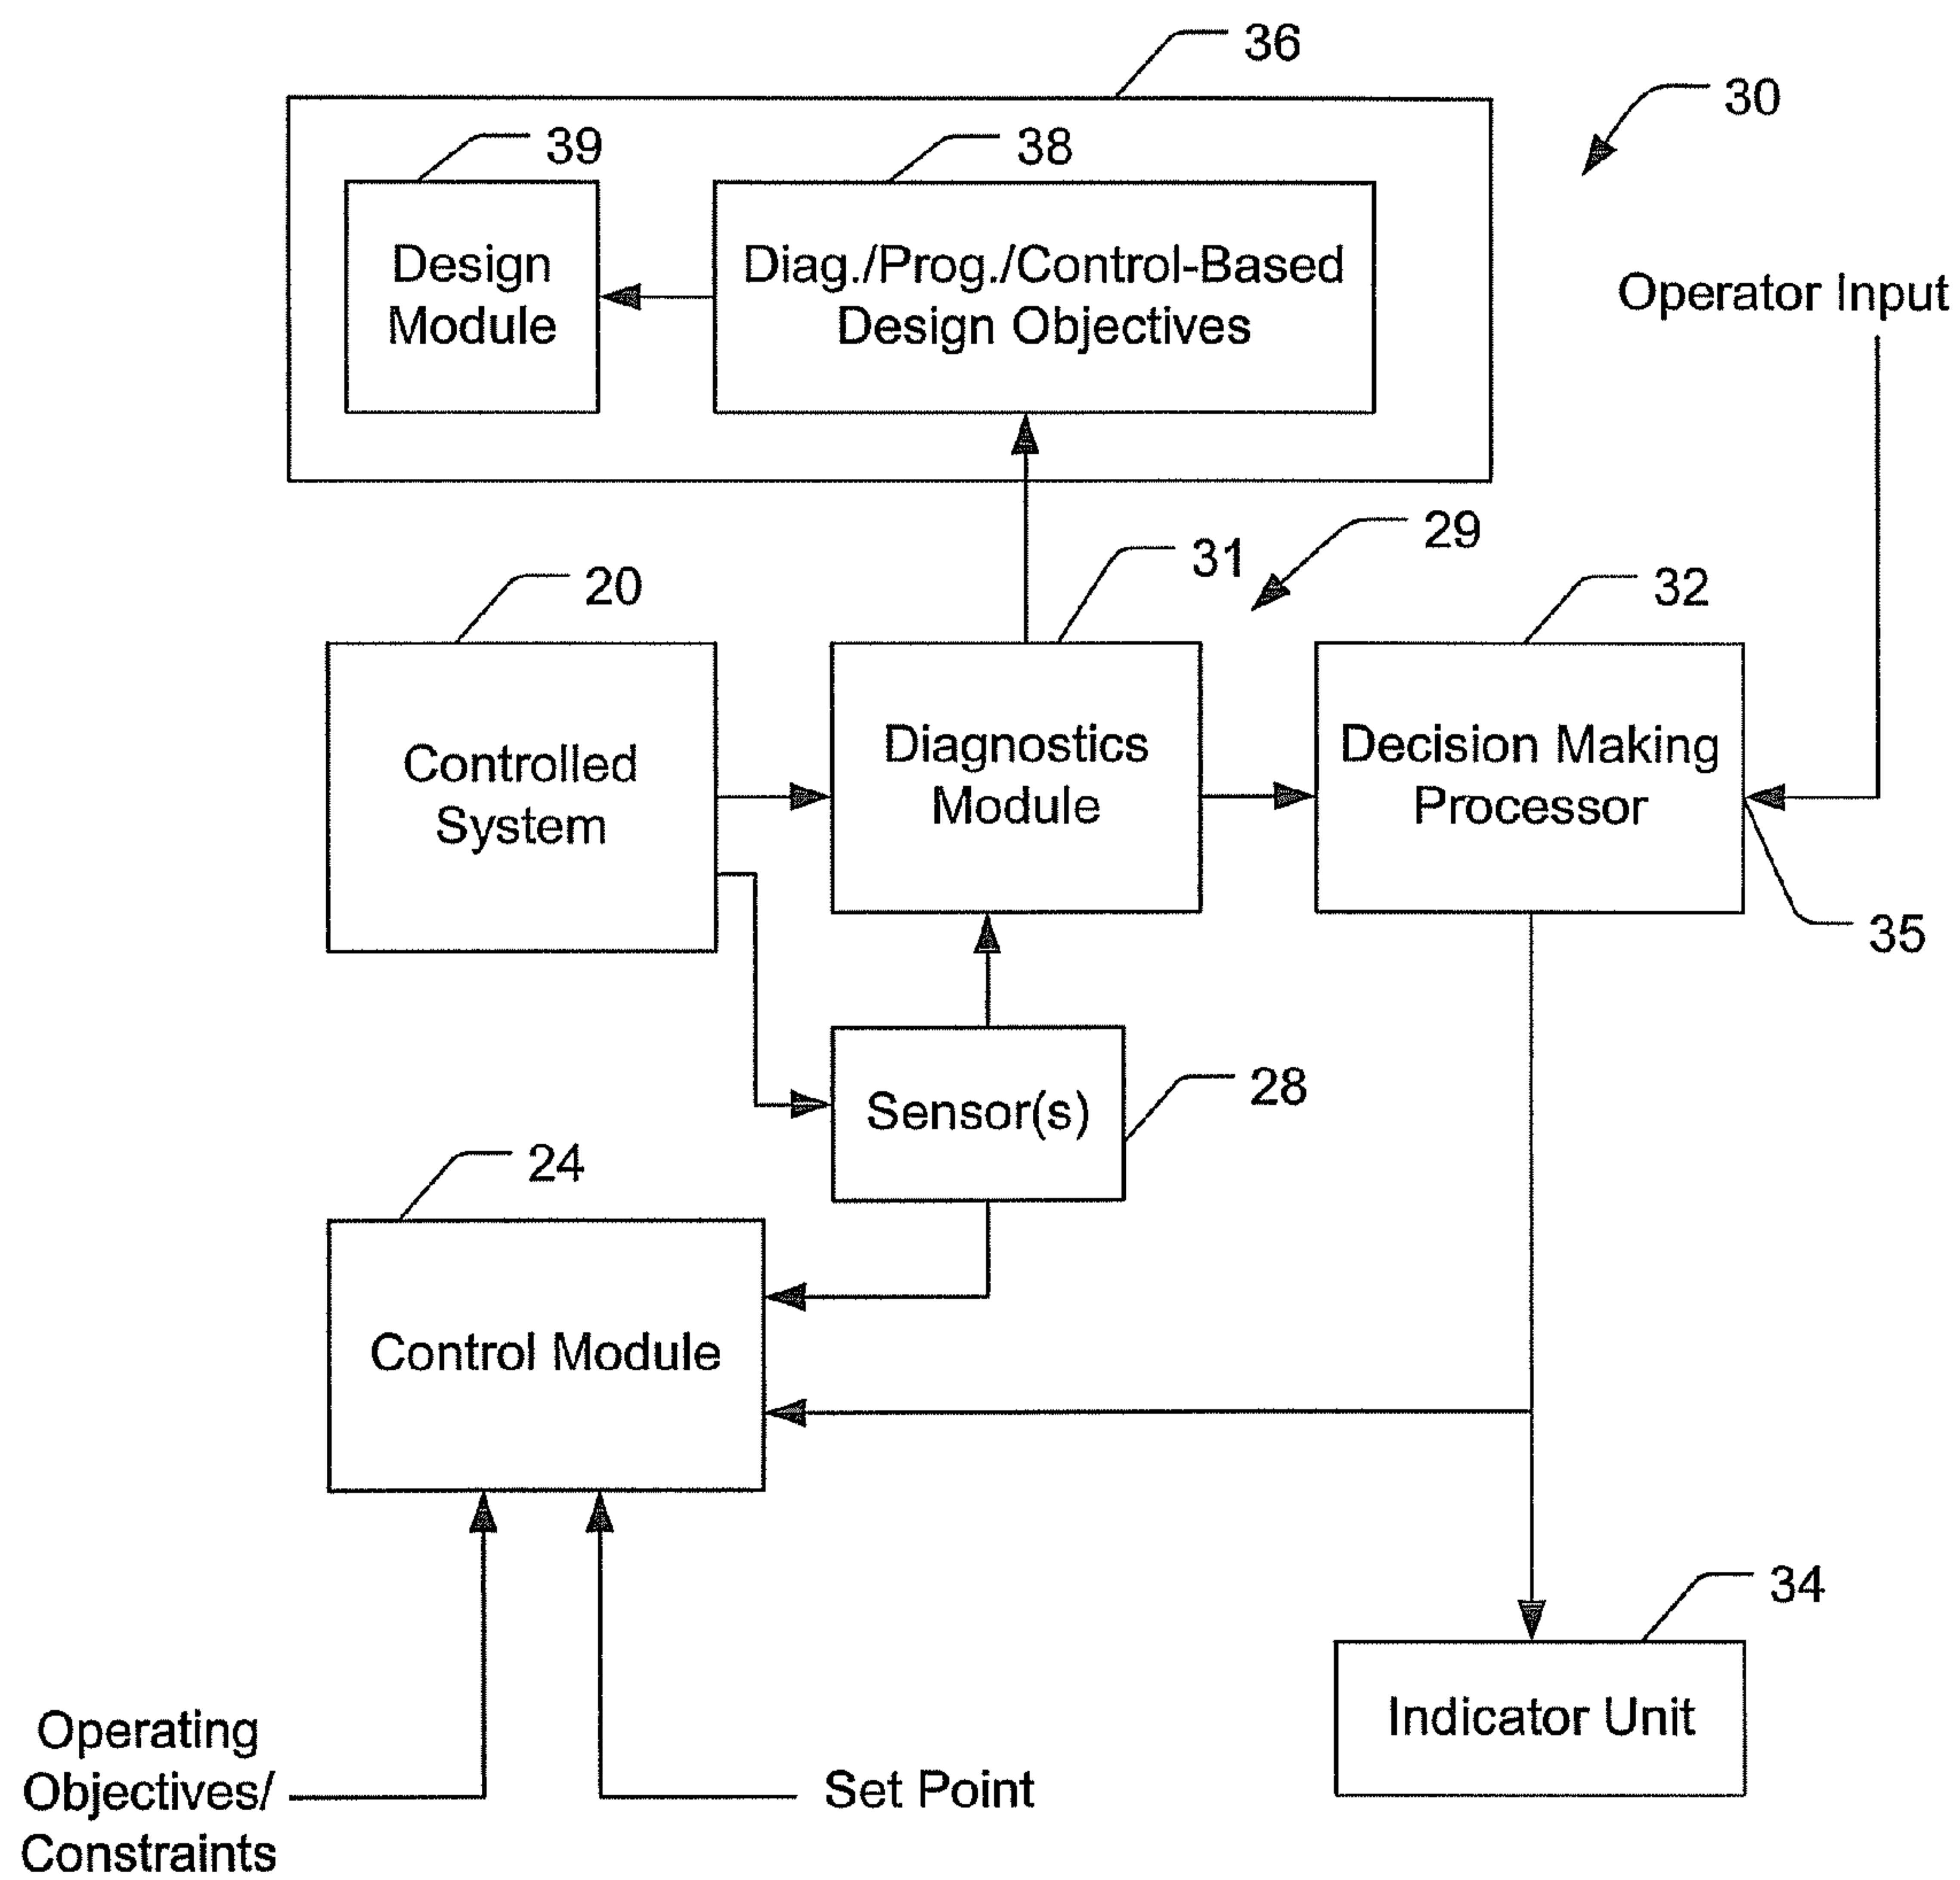 36
30
39
38
Design
Module
Diag./Prog./Control-Based
Design Objectives
Operator Input
29
31
20
32
Controlled
System
Diagnostics
Module
Decision Making
Processor
35
28
Sensor(s)
24
Control Module
34
Indicator Unit
Operating
Objectives/
Constraints
Set Point